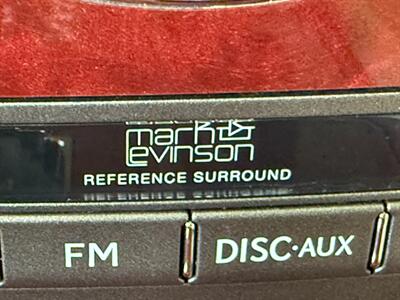 mark
Levinson
REFERENCE SURROUND
FM DISC·AUX